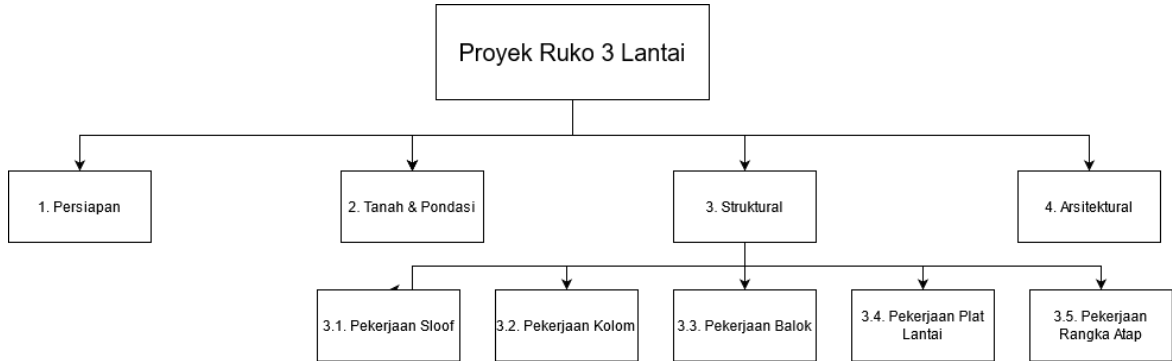 Proyek Ruko 3 Lantai
1. Persiapan
2. Tanah & Pondasi
3. Struktural
4. Arsitektural
3.1. Pekerjaan Sloof
3.2. Pekerjaan Kolom
3.3. Pekerjaan Balok
3.4. Pekerjaan Plat
Lantai
3.5. Pekerjaan
Rangka Atap